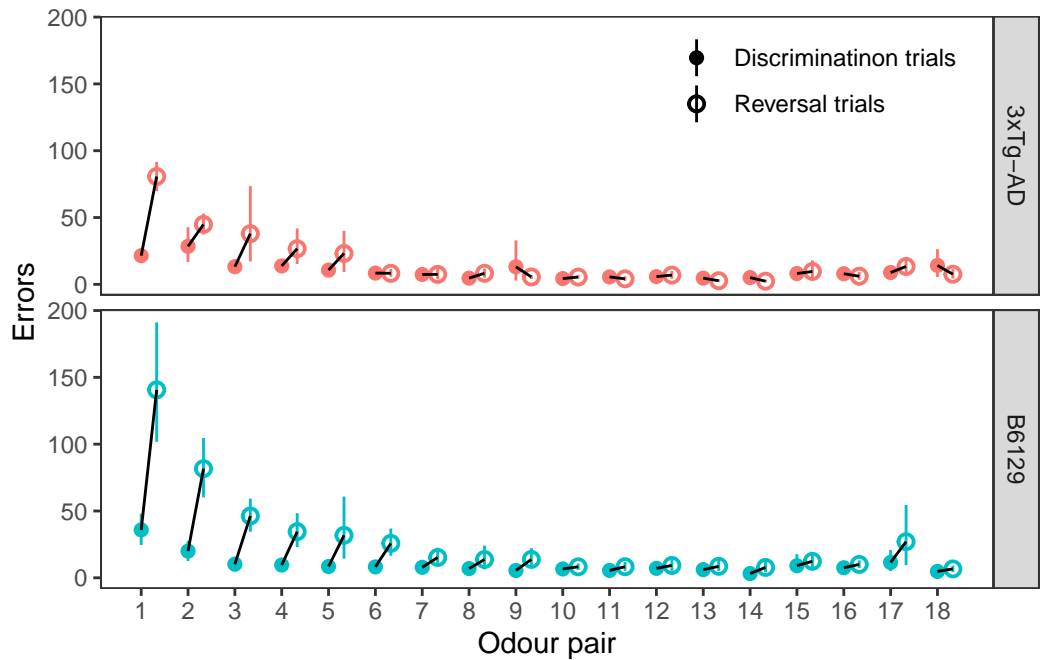 200
150
100
50
0
Discriminatinon trials
Reversal trials
3xTg−AD
Errors
200
150
100
50
0
B6129
1 2 3 4 5 6 7 8 9 10 11 12 13 14 15 16 17 18
Odour pair